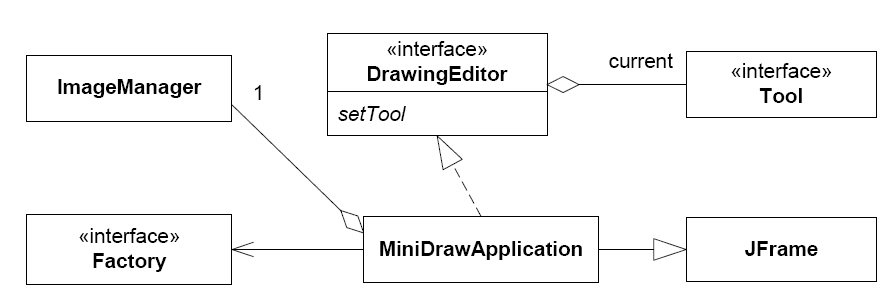 ImageManager
1
«interface»
DrawingEditor
setTool
current
«interface»
Tool
«interface»
Factory
MiniDrawApplication
JFrame